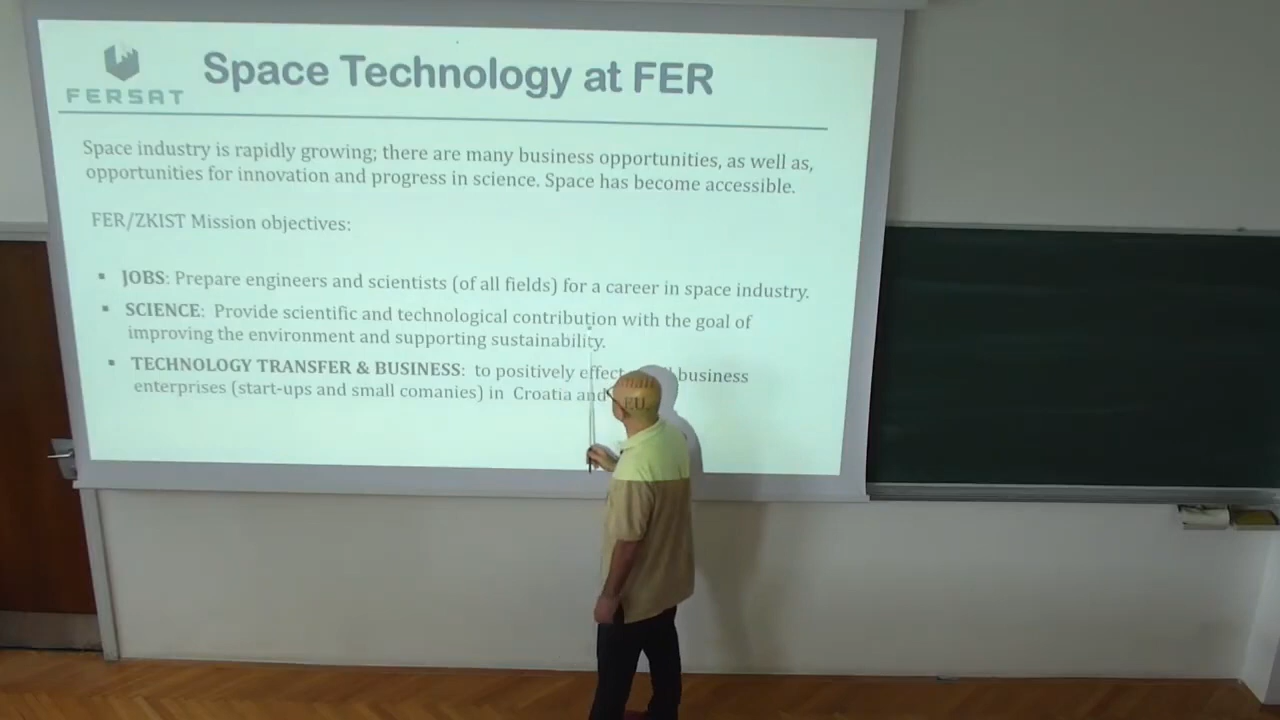 FERSAT
Space Technology at FER
Space industry is rapidly growing; there are many business opportunities, as well as,
opportunities for innovation and progress in science. Space has become accessible.
FER/ZKIST Mission objectives:
▪ JOBS: Prepare engineers and scientists (of all fields) for a career in space industry.
▪ SCIENCE: Provide scientific and technological contribution with the goal of
improving the environment and supporting sustainability.
▪ TECHNOLOGY TRANSFER & BUSINESS: to positively effect small business
enterprises (start-ups and small comanies) in Croatia and EU.